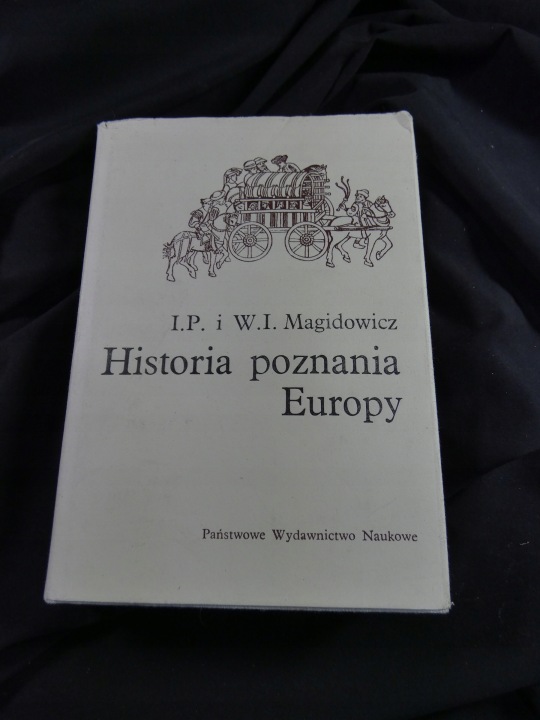 I.P. i W.I. Magidowicz
Historia poznania
Europy
Państwowe Wydawnictwo Naukowe